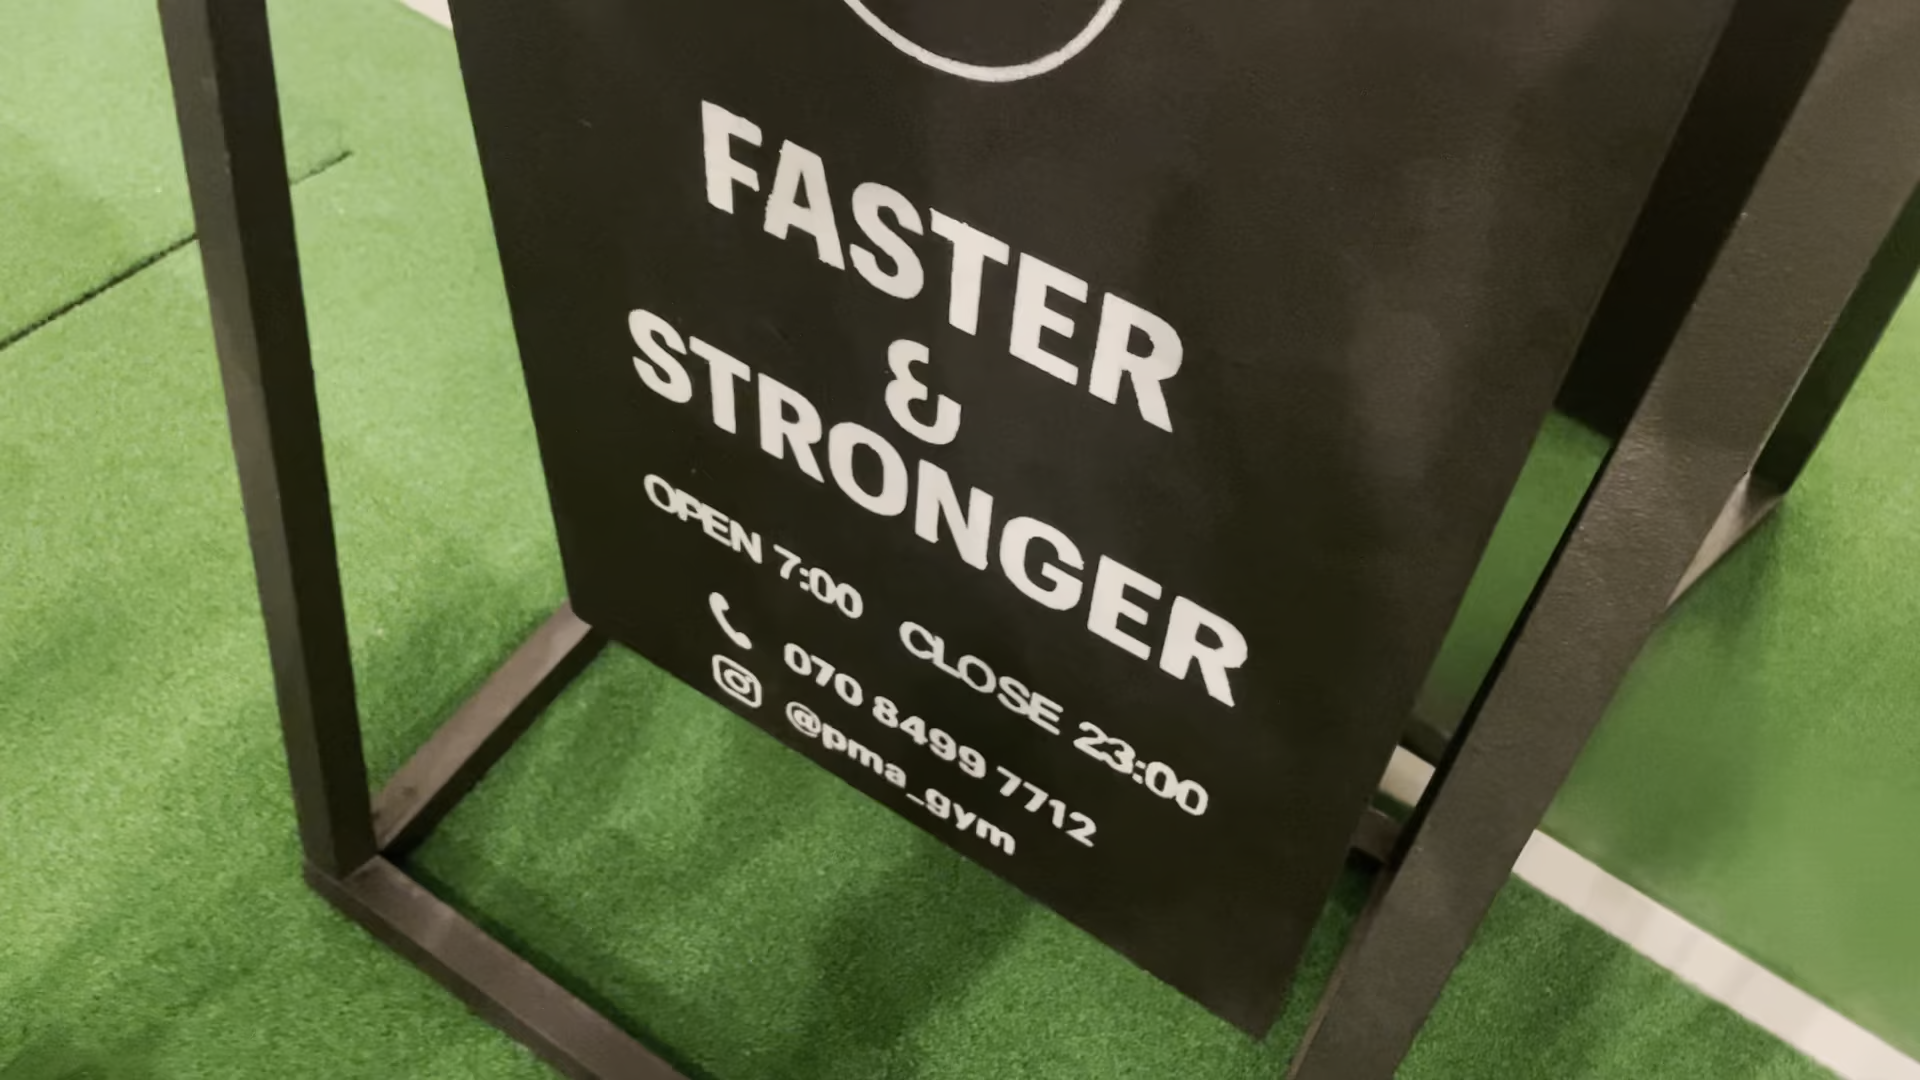 FASTER
&
STRONGER
OPEN 7:00 CLOSE 23:00
070 8499 7712
@pma_gym